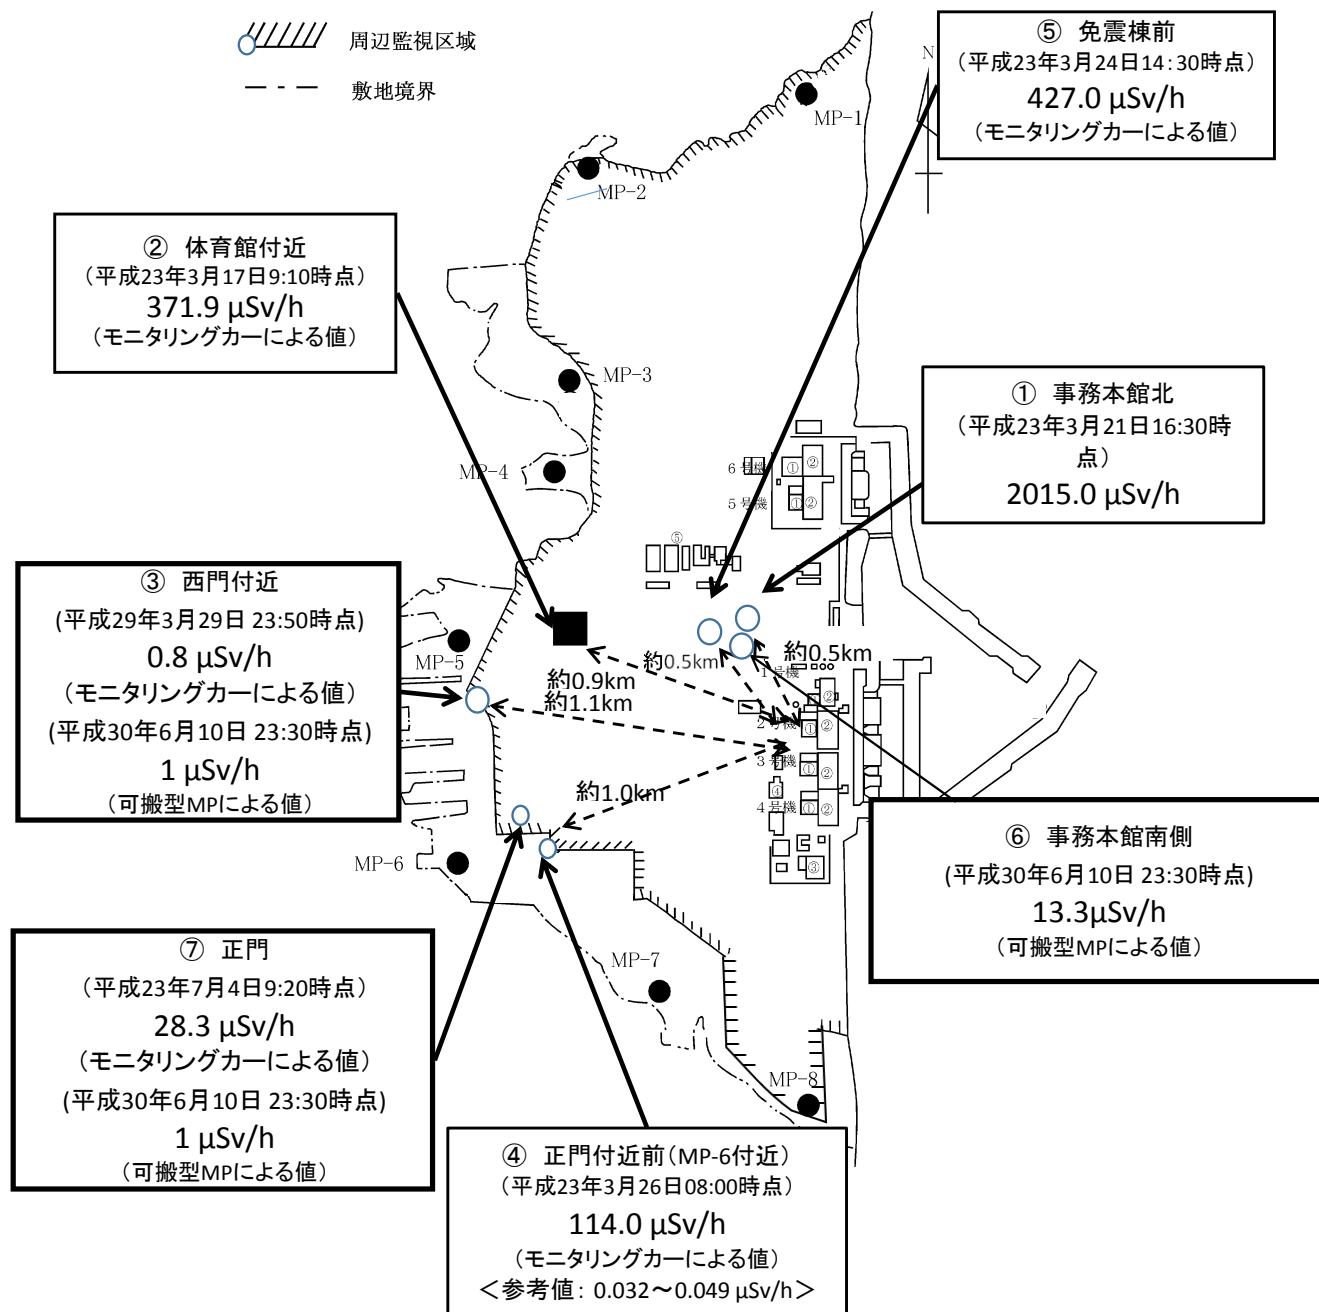 周辺監視区域
敷地境界
⑤ 免震棟前
（平成23年3月24日14:30時点）
427.0 μSv/h
（モニタリングカーによる値）
N
MP-1
MP-2
② 体育館付近
（平成23年3月17日9:10時点）
371.9 μSv/h
（モニタリングカーによる値）
MP-3
① 事務本館北
（平成23年3月21日16:30時
点）
2015.0 μSv/h
MP-4
6号機
①
②
5号機
①
②
⑤
③ 西門付近
(平成29年3月29日 23:50時点)
0.8 μSv/h
（モニタリングカーによる値）
(平成30年6月10日 23:30時点)
1 μSv/h
（可搬型MPによる値）
MP-5
約0.5km
約0.5km
約0.9km
約1.1km
1号機
②
2号機
①
②
3号機
①
②
④
4号機
①
②
③
約1.0km
MP-6
⑥ 事務本館南側
(平成30年6月10日 23:30時点)
13.3μSv/h
（可搬型MPによる値）
⑦ 正門
（平成23年7月4日9:20時点）
28.3 μSv/h
（モニタリングカーによる値）
(平成30年6月10日 23:30時点)
1 μSv/h
（可搬型MPによる値）
MP-7
MP-8
④ 正門付近前（MP-6付近）
（平成23年3月26日08:00時点）
114.0 μSv/h
（モニタリングカーによる値）
＜参考値: 0.032～0.049 μSv/h＞